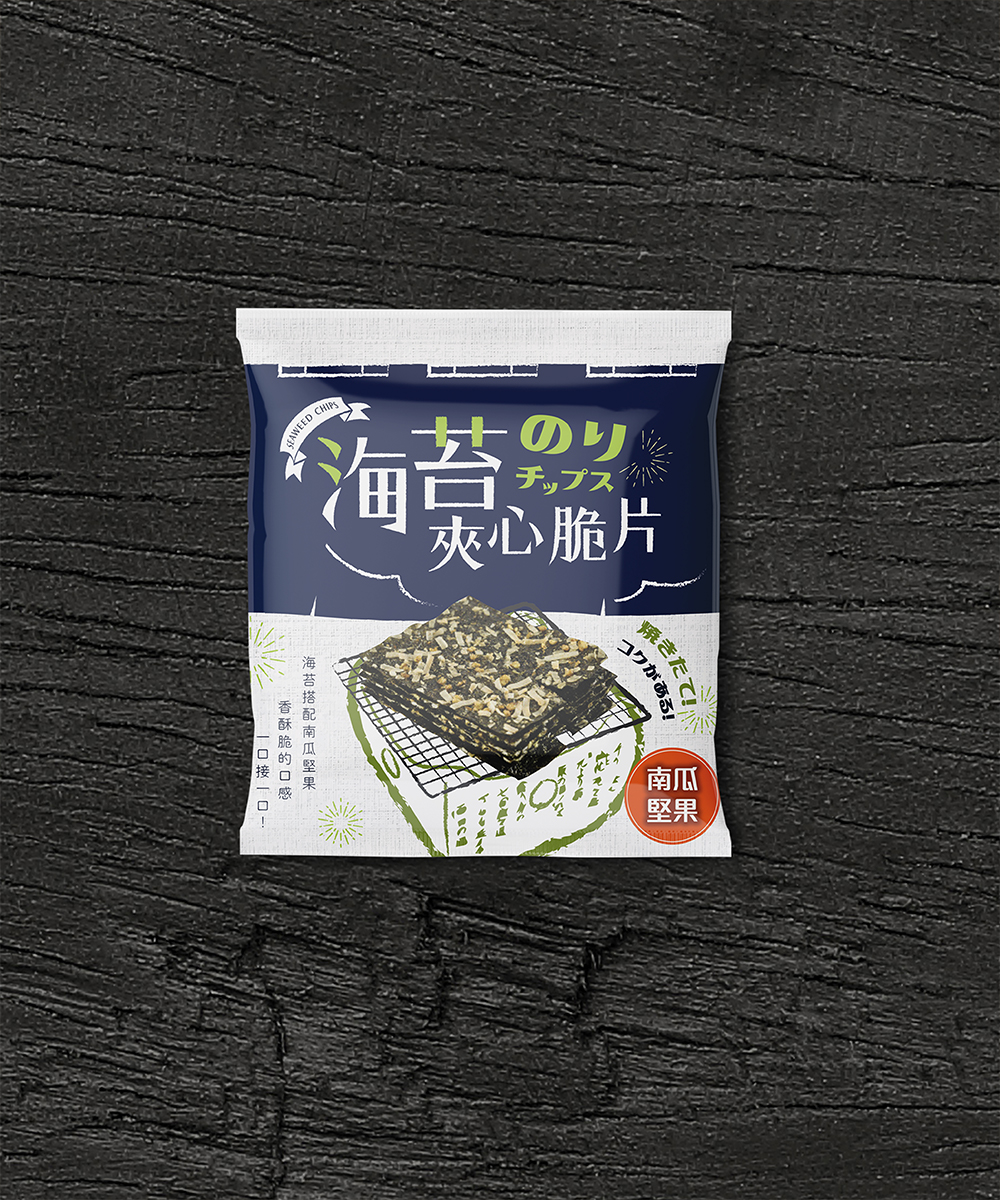 SEAWEED CHIPS
海苔
のり
チップス
夾心脆片
焼きたて!
コクがある!
海苔搭配南瓜堅果
香酥脆的口感
一口接一口!
南瓜
堅果